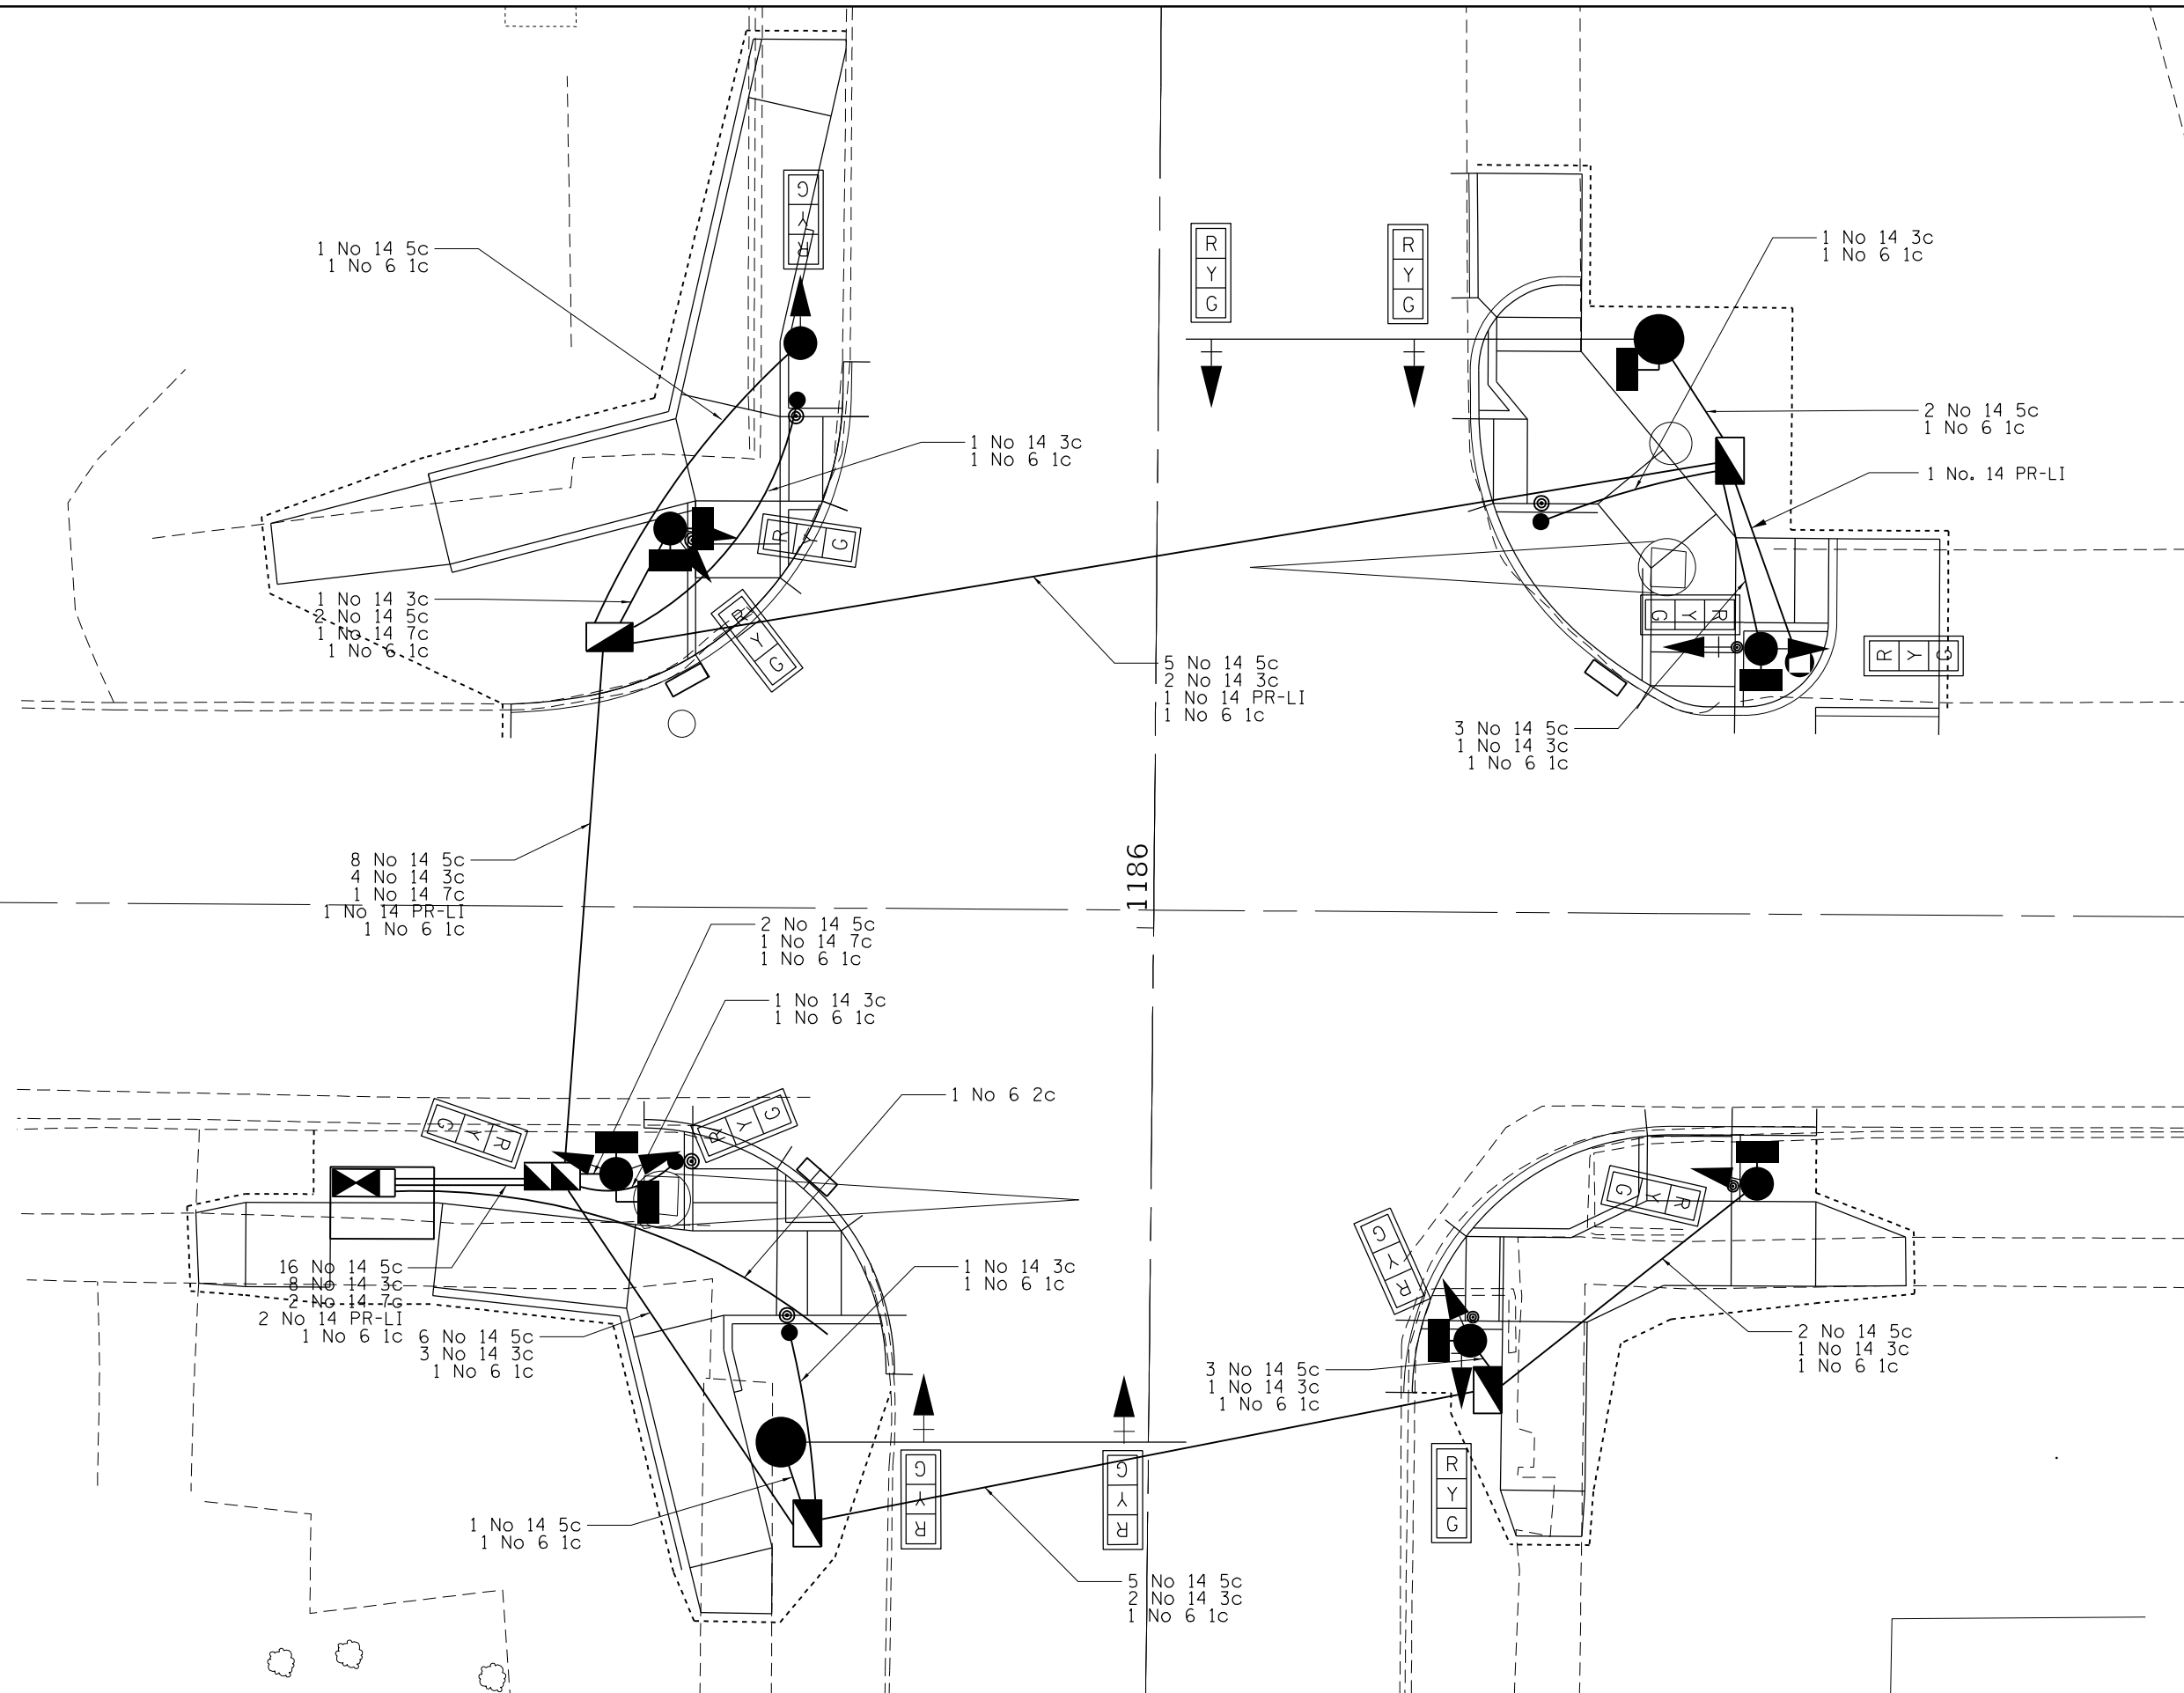 G
Y
R
R
Y
G
R
Y
G
1 No 14 5c
1 No 6 1c
1 No 14 3c
1 No 6 1c
2 No 14 5c
1 No 6 1c
1 No 14 3c
1 No 6 1c
1 No. 14 PR-LI
R Y G
1 No 14 3c
2 No 14 5c
1 No 14 7c
1 No 6 1c
R
Y
G
G Y R
R Y G
5 No 14 5c
2 No 14 3c
1 No 14 PR-LI
1 No 6 1c
3 No 14 5c
1 No 14 3c
1 No 6 1c
8 No 14 5c
4 No 14 3c
1 No 14 7c
1 No 14 PR-LI
1 No 6 1c
1186
2 No 14 5c
1 No 14 7c
1 No 6 1c
1 No 14 3c
1 No 6 1c
1 No 6 2c
G Y R
R Y G
G Y R
G
Y
R
16 No 14 5c
8 No 14 3c
2 No 14 7c
2 No 14 PR-LI
1 No 6 1c
6 No 14 5c
3 No 14 3c
1 No 6 1c
1 No 14 3c
1 No 6 1c
3 No 14 5c
1 No 14 3c
1 No 6 1c
2 No 14 5c
1 No 14 3c
1 No 6 1c
G
Y
R
G
Y
R
R
Y
G
1 No 14 5c
1 No 6 1c
5 No 14 5c
2 No 14 3c
1 No 6 1c